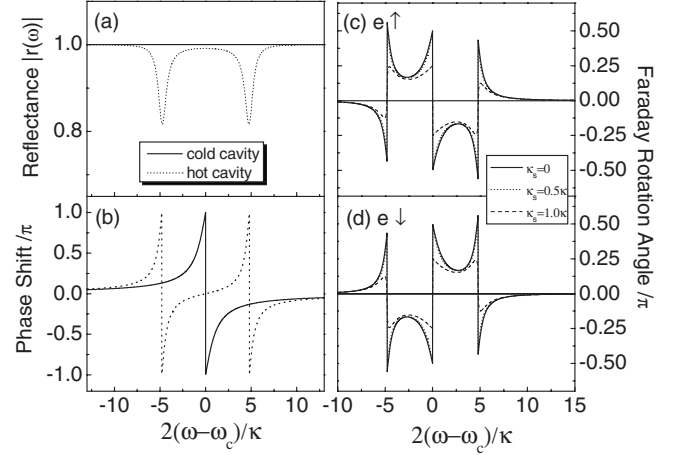 (a)
Reflectance |r(ω)|
1.0
0.8
cold cavity
hot cavity
(b)
Phase Shift /π
1.0
0.5
0.0
-0.5
-1.0
-10 -5 0 5 10
2(ω−ω_c)/κ
(c) e ↑
0.50
0.25
0.00
-0.25
-0.50
κ_s=0
κ_s=0.5κ
κ_s=1.0κ
(d) e ↓
0.50
0.25
0.00
-0.25
-0.50
Faraday Rotation Angle /π
-10 -5 0 5 10 15
2(ω−ω_c)/κ